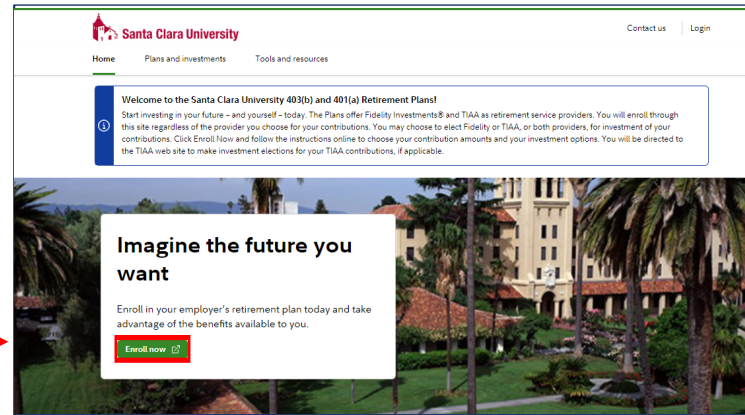 Santa Clara University
Contact us
Login
Home
Plans and investments
Tools and resources
Welcome to the Santa Clara University 403(b) and 401(a) Retirement Plans!
Start investing in your future – and yourself – today. The Plans offer Fidelity Investments® and TIAA as retirement service providers. You will enroll through
this site regardless of the provider you choose for your contributions. You may choose to elect Fidelity or TIAA, or both providers, for investment of your
contributions. Click Enroll Now and follow the instructions online to choose your contribution amounts and your investment options. You will be directed to
the TIAA web site to make investment elections for your TIAA contributions, if applicable.
Imagine the future you
want
Enroll in your employer's retirement plan today and take
advantage of the benefits available to you.
Enroll now